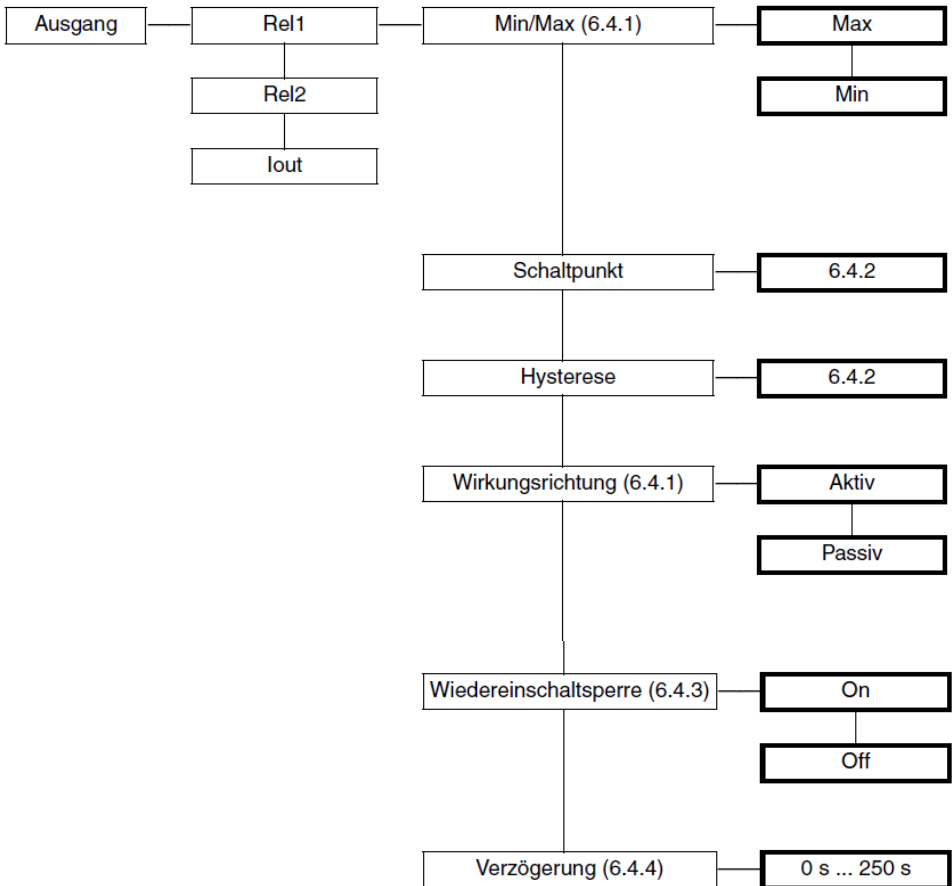 Ausgang
Rel1
Min/Max (6.4.1)
Max
Rel2
Min
Iout
Schaltpunkt
6.4.2
Hysterese
6.4.2
Wirkungsrichtung (6.4.1)
Aktiv
Passiv
Wiedereinschaltsperre (6.4.3)
On
Off
Verzögerung (6.4.4)
0 s ... 250 s